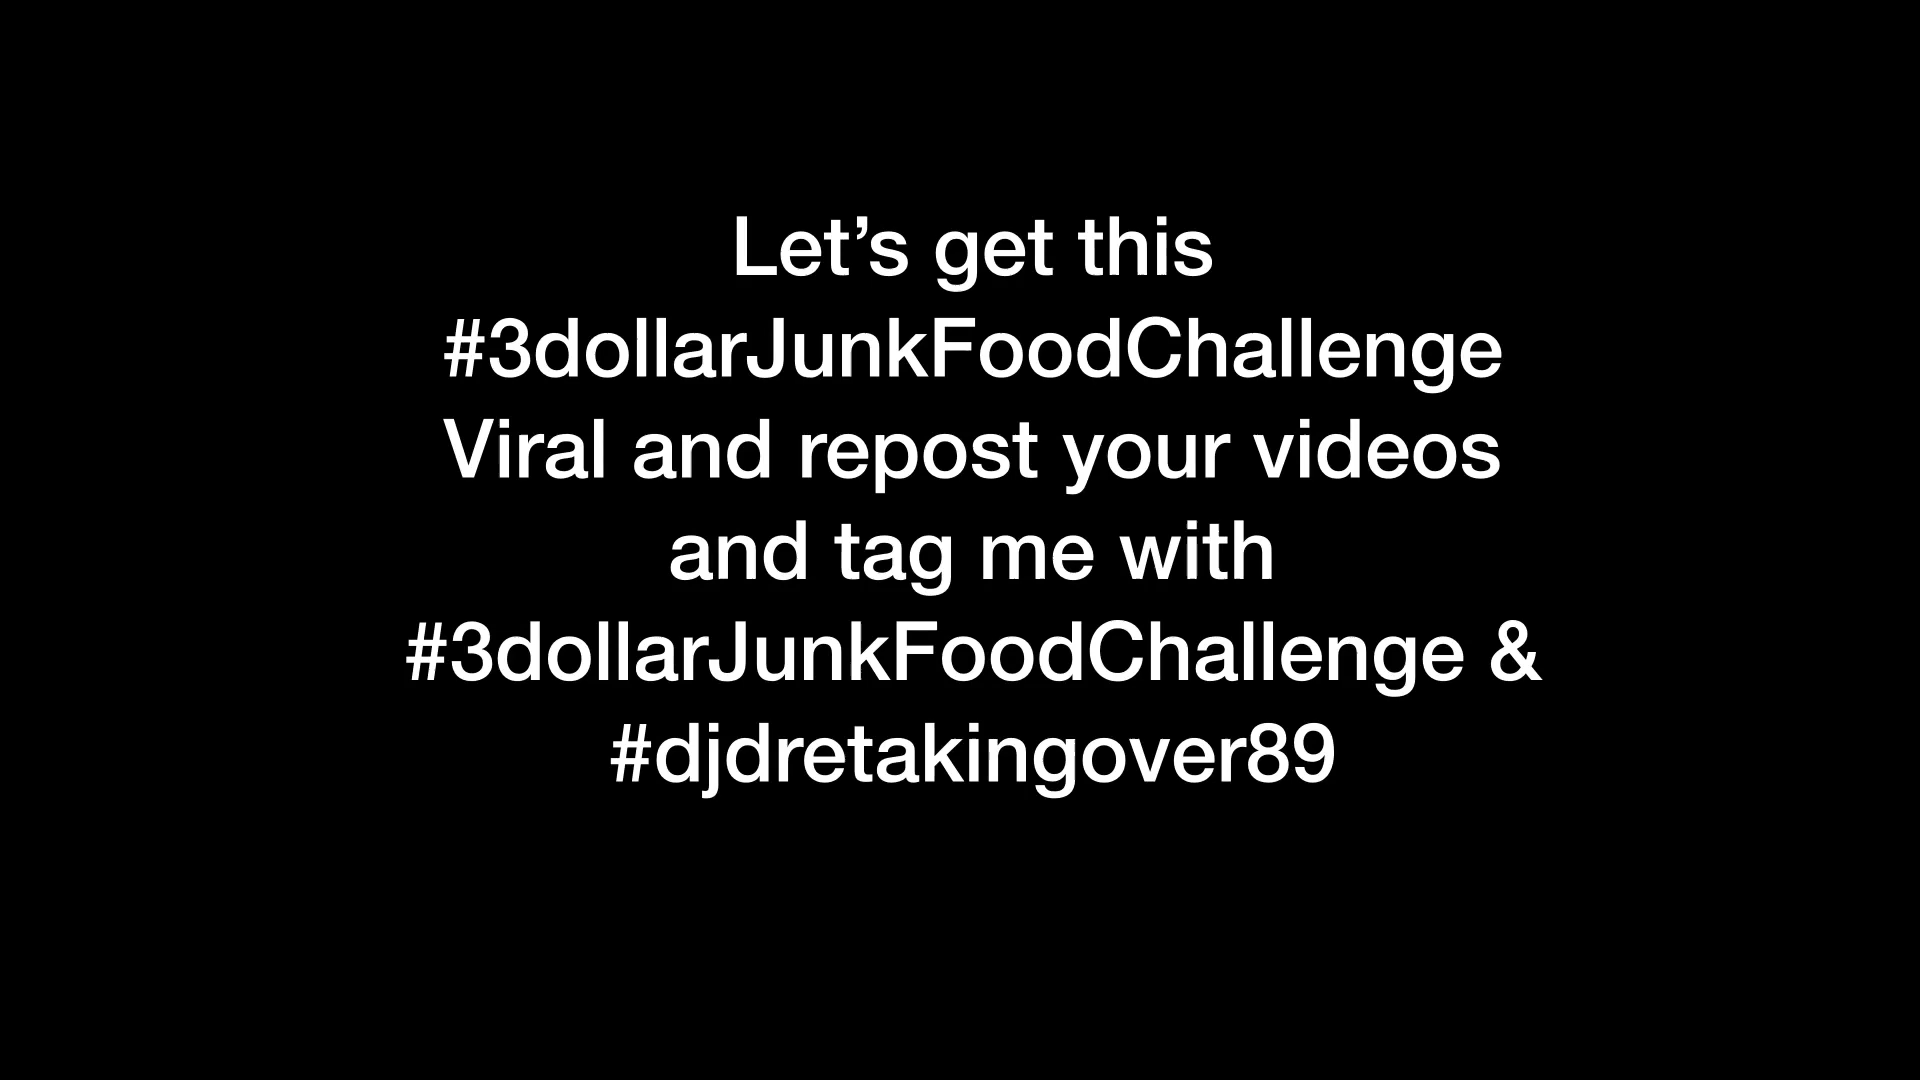 Let’s get this
#3dollarJunkFoodChallenge
Viral and repost your videos
and tag me with
#3dollarJunkFoodChallenge &
#djdretakingover89